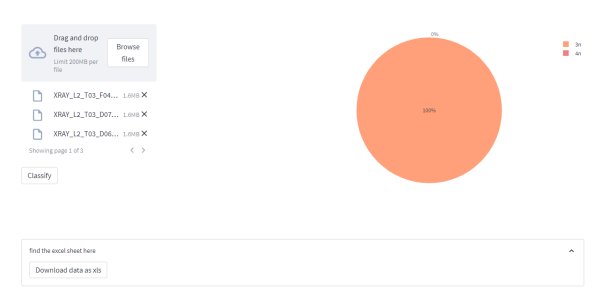 Drag and drop
files here
Limit 200MB per
file
Browse
files
XRAY_L2_T03_F04... 1.6MB
XRAY_L2_T03_D07... 1.6MB
XRAY_L2_T03_D06... 1.6MB
Showing page 1 of 3
Classify
0%
100%
3n
4n
find the excel sheet here
Download data as xls